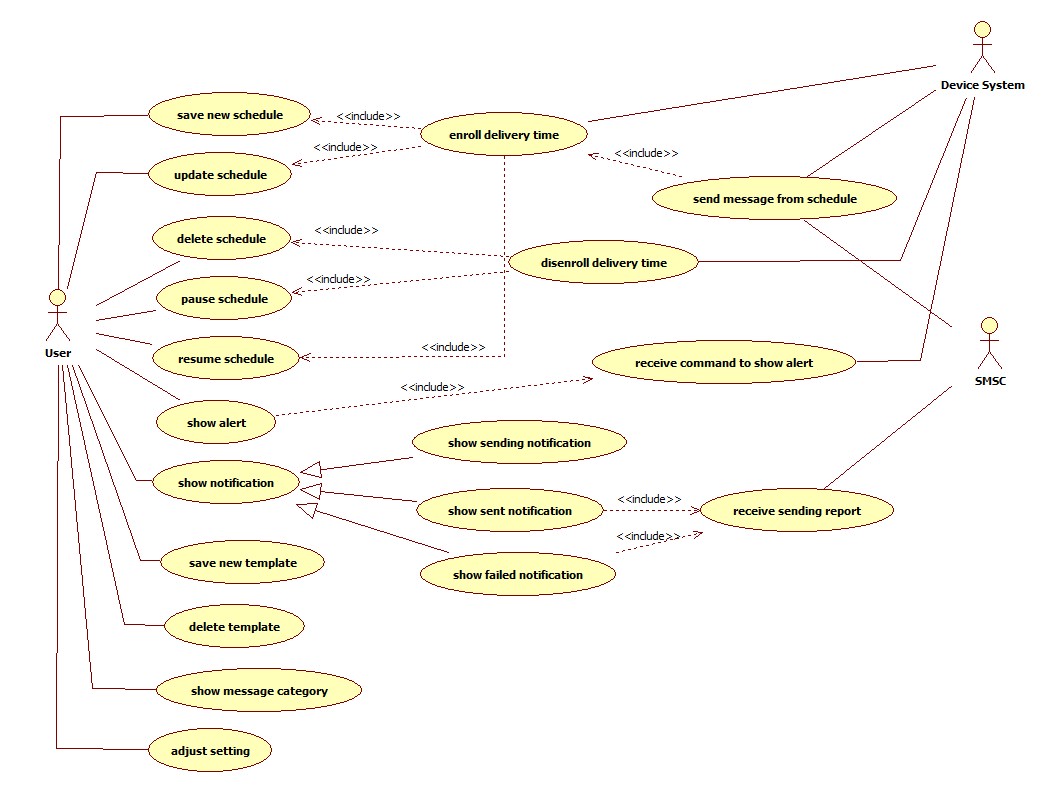 Device System
save new schedule
<<include>>
enroll delivery time
<<include>>
<<include>>
update schedule
send message from schedule
delete schedule
<<include>>
disenroll delivery time
<<include>>
pause schedule
User
resume schedule
<<include>>
receive command to show alert
SMSC
<<include>>
show alert
show sending notification
show notification
<<include>>
show sent notification
receive sending report
<<include>>
show failed notification
save new template
delete template
show message category
adjust setting